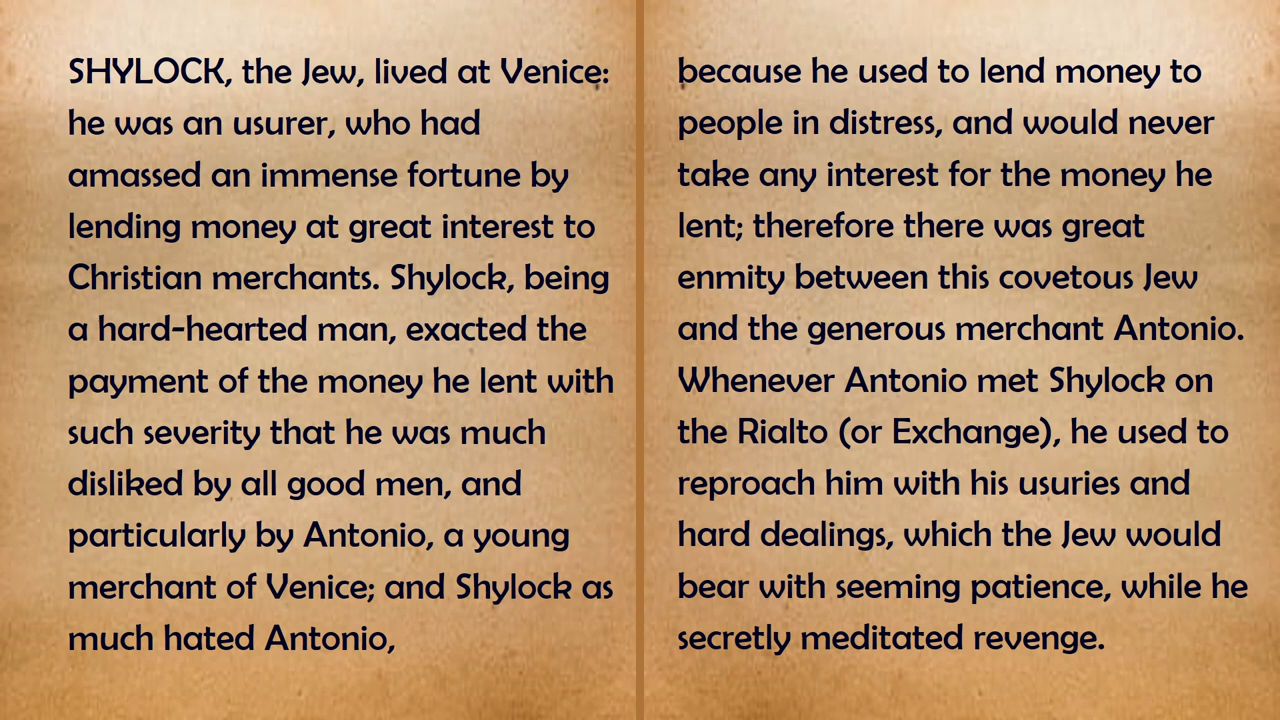 SHYLOCK, the Jew, lived at Venice:
he was an usurer, who had
amassed an immense fortune by
lending money at great interest to
Christian merchants. Shylock, being
a hard-hearted man, exacted the
payment of the money he lent with
such severity that he was much
disliked by all good men, and
particularly by Antonio, a young
merchant of Venice; and Shylock as
much hated Antonio,
because he used to lend money to
people in distress, and would never
take any interest for the money he
lent; therefore there was great
enmity between this covetous Jew
and the generous merchant Antonio.
Whenever Antonio met Shylock on
the Rialto (or Exchange), he used to
reproach him with his usuries and
hard dealings, which the Jew would
bear with seeming patience, while he
secretly meditated revenge.